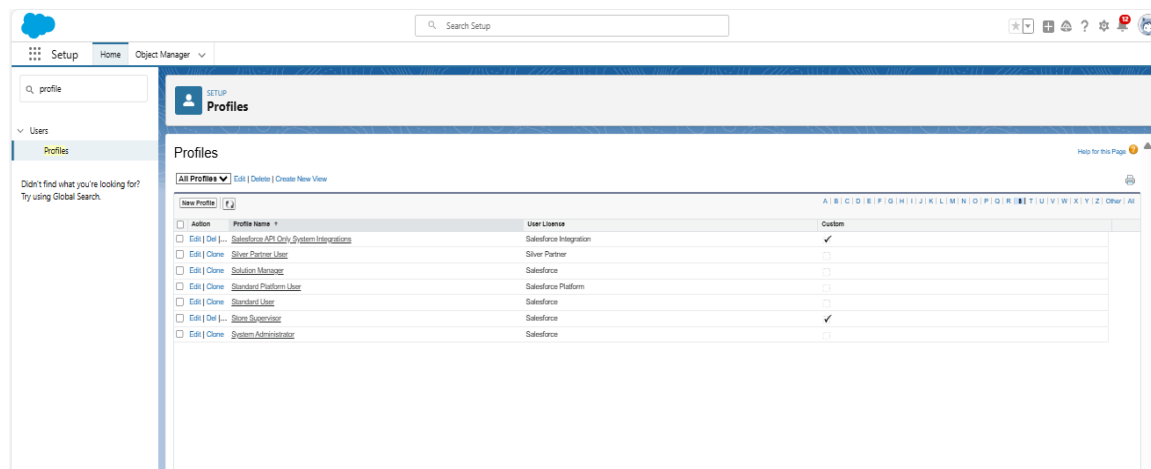 Search Setup
12
Setup Home Object Manager
profile
Users
Profiles
Didn't find what you're looking for?
Try using Global Search.
SETUP
Profiles
Profiles
Help for this Page
All Profiles Edit | Delete | Create New View
New Profile A | B | C | D | E | F | G | H | I | J | K | L | M | N | O | P | Q | R | S | T | U | V | W | X | Y | Z | Other | All
Action Profile Name User License Custom
Edit | Del |... Salesforce API Only System Integrations Salesforce Integration
Edit | Clone Silver Partner User Silver Partner
Edit | Clone Solution Manager Salesforce
Edit | Clone Standard Platform User Salesforce Platform
Edit | Clone Standard User Salesforce
Edit | Del |... Store Supervisor Salesforce
Edit | Clone System Administrator Salesforce